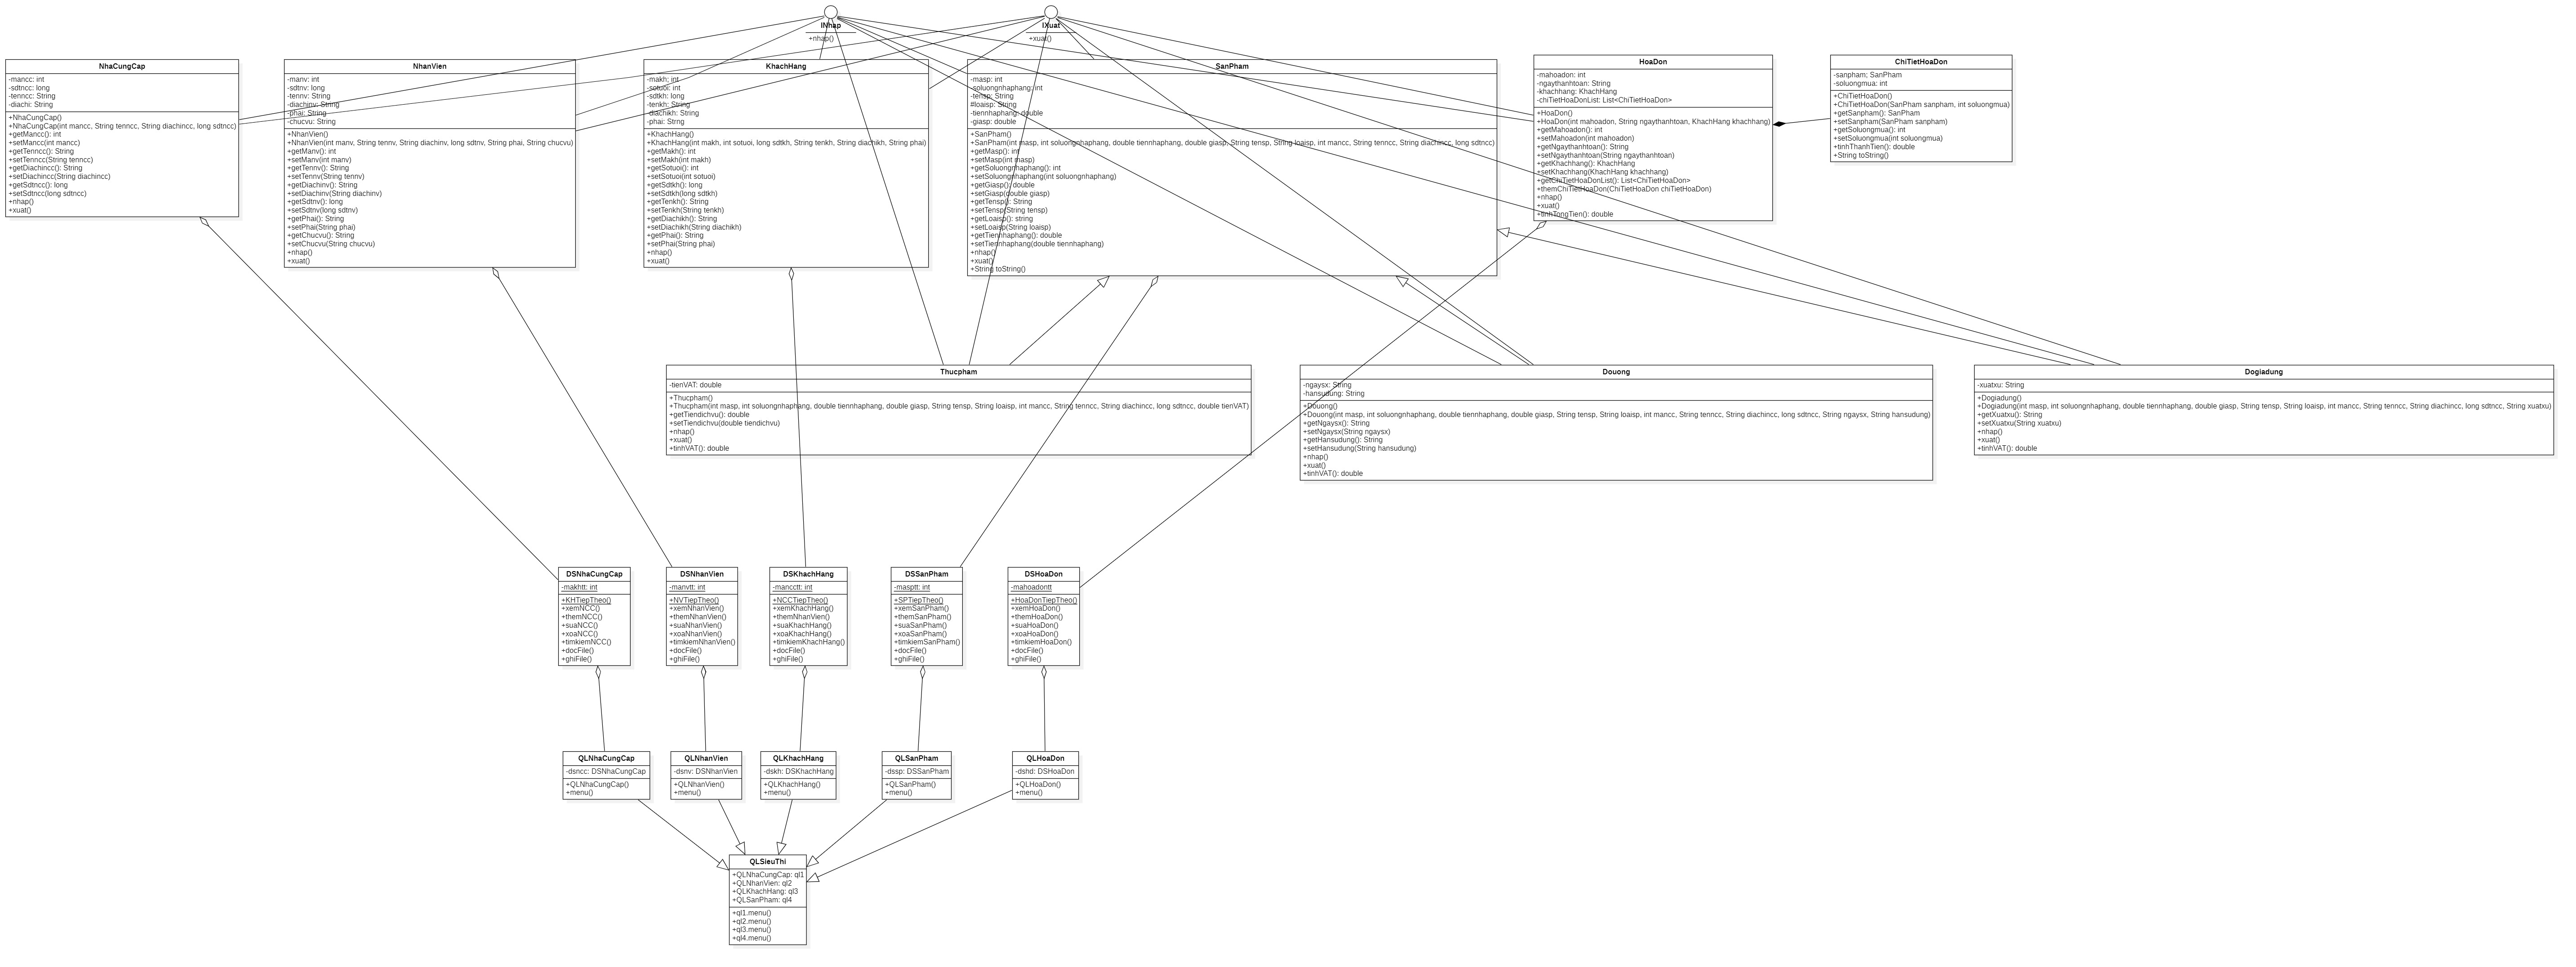 INhap
+nhap()
IXuat
+xuat()
NhaCungCap
-mancc: int
-sdtncc: long
-tenncc: String
-diachi: String
+NhaCungCap()
+NhaCungCap(int mancc, String tenncc, String diachincc, long sdtncc)
+getMancc(): int
+setMancc(int mancc)
+getTenncc(): String
+setTenncc(String tenncc)
+getDiachincc(): String
+setDiachincc(String diachincc)
+getSdtncc(): long
+setSdtncc(long sdtncc)
+nhap()
+xuat()
NhanVien
-manv: int
-sdtnv: long
-tennv: String
-diachinv: String
-phai: String
-chucvu: String
+NhanVien()
+NhanVien(int manv, String tennv, String diachinv, long sdtnv, String phai, String chucvu)
+getManv(): int
+setManv(int manv)
+getTennv(): String
+setTennv(String tennv)
+getDiachinv(): String
+setDiachinv(String diachinv)
+getSdtnv(): long
+setSdtnv(long sdtnv)
+getPhai(): String
+setPhai(String phai)
+getChucvu(): String
+setChucvu(String chucvu)
+nhap()
+xuat()
KhachHang
-makh: int
-sotuoi: int
-sdtkh: long
-tenkh: String
-diachikh: String
-phai: Strng
+KhachHang()
+KhachHang(int makh, int sotuoi, long sdtkh, String tenkh, String diachikh, String phai)
+getMakh(): int
+setMakh(int makh)
+getSotuoi(): int
+setSotuoi(int sotuoi)
+getSdtkh(): long
+setSdtkh(long sdtkh)
+getTenkh(): String
+setTenkh(String tenkh)
+getDiachikh(): String
+setDiachikh(String diachikh)
+getPhai(): String
+setPhai(String phai)
+nhap()
+xuat()
SanPham
-masp: int
-soluongnhaphang: int
-tensp: String
#loaisp: String
-tiennhaphang: double
-giasp: double
+SanPham()
+SanPham(int masp, int soluongnhaphang, double tiennhaphang, double giasp, String tensp, String loaisp, int mancc, String tenncc, String diachincc, long sdtncc)
+getMasp(): int
+setMasp(int masp)
+getSoluongnhaphang(): int
+setSoluongnhaphang(int soluongnhaphang)
+getGiasp(): double
+setGiasp(double giasp)
+getTensp(): String
+setTensp(String tensp)
+getLoaisp(): string
+setLoaisp(String loaisp)
+getTiennhaphang(): double
+setTiennhaphang(double tiennhaphang)
+nhap()
+xuat()
+String toString()
HoaDon
-mahoadon: int
-ngaythanhtoan: String
-khachhang: KhachHang
-chiTietHoaDonList: List<ChiTietHoaDon>
+HoaDon()
+HoaDon(int mahoadon, String ngaythanhtoan, KhachHang khachhang)
+getMahoadon(): int
+setMahoadon(int mahoadon)
+getNgaythanhtoan(): String
+setNgaythanhtoan(String ngaythanhtoan)
+getKhachhang(): KhachHang
+setKhachhang(KhachHang khachhang)
+getChiTietHoaDonList(): List<ChiTietHoaDon>
+themChiTietHoaDon(ChiTietHoaDon chiTietHoaDon)
+nhap()
+xuat()
+tinhTongTien(): double
ChiTietHoaDon
-sanpham; SanPham
-soluongmua: int
+ChiTietHoaDon()
+ChiTietHoaDon(SanPham sanpham, int soluongmua)
+getSanpham(): SanPham
+setSanpham(SanPham sanpham)
+getSoluongmua(): int
+setSoluongmua(int soluongmua)
+tinhThanhTien(): double
+String toString()
Thucpham
-tienVAT: double
+Thucpham()
+Thucpham(int masp, int soluongnhaphang, double tiennhaphang, double giasp, String tensp, String loaisp, int mancc, String tenncc, String diachincc, long sdtncc, double tienVAT)
+getTiendichvu(): double
+setTiendichvu(double tiendichvu)
+nhap()
+xuat()
+tinhVAT(): double
Douong
-ngaysx: String
-hansudung: String
+Douong()
+Douong(int masp, int soluongnhaphang, double tiennhaphang, double giasp, String tensp, String loaisp, int mancc, String tenncc, String diachincc, long sdtncc, String ngaysx, String hansudung)
+getNgaysx(): String
+setNgaysx(String ngaysx)
+getHansudung(): String
+setHansudung(String hansudung)
+nhap()
+xuat()
+tinhVAT(): double
Dogiadung
-xuatxu: String
+Dogiadung()
+Dogiadung(int masp, int soluongnhaphang, double tiennhaphang, double giasp, String tensp, String loaisp, int mancc, String tenncc, String diachincc, long sdtncc, String xuatxu)
+getXuatxu(): String
+setXuatxu(String xuatxu)
+nhap()
+xuat()
+tinhVAT(): double
DSNhaCungCap
-makhtt: int
+KHTiepTheo()
+xemNCC()
+themNCC()
+suaNCC()
+xoaNCC()
+timkiemNCC()
+docFile()
+ghiFile()
DSNhanVien
-manvtt: int
+NVTiepTheo()
+xemNhanVien()
+themNhanVien()
+suaNhanVien()
+xoaNhanVien()
+timkiemNhanVien()
+docFile()
+ghiFile()
DSKhachHang
-mancctt: int
+NCCTiepTheo()
+xemKhachHang()
+themNhanVien()
+suaKhachHang()
+xoaKhachHang()
+timkiemKhachHang()
+docFile()
+ghiFile()
DSSanPham
-masptt: int
+SPTiepTheo()
+xemSanPham()
+themSanPham()
+suaSanPham()
+xoaSanPham()
+timkiemSanPham()
+docFile()
+ghiFile()
DSHoaDon
-mahoadontt
+HoaDonTiepTheo()
+xemHoaDon()
+themHoaDon()
+suaHoaDon()
+xoaHoaDon()
+timkiemHoaDon()
+docFile()
+ghiFile()
QLNhaCungCap
-dsncc: DSNhaCungCap
+QLNhaCungCap()
+menu()
QLNhanVien
-dsnv: DSNhanVien
+QLNhanVien()
+menu()
QLKhachHang
-dskh: DSKhachHang
+QLKhachHang()
+menu()
QLSanPham
-dssp: DSSanPham
+QLSanPham()
+menu()
QLHoaDon
-dshd: DSHoaDon
+QLHoaDon()
+menu()
QLSieuThi
+QLNhaCungCap: ql1
+QLNhanVien: ql2
+QLKhachHang: ql3
+QLSanPham: ql4
+ql1.menu()
+ql2.menu()
+ql3.menu()
+ql4.menu()